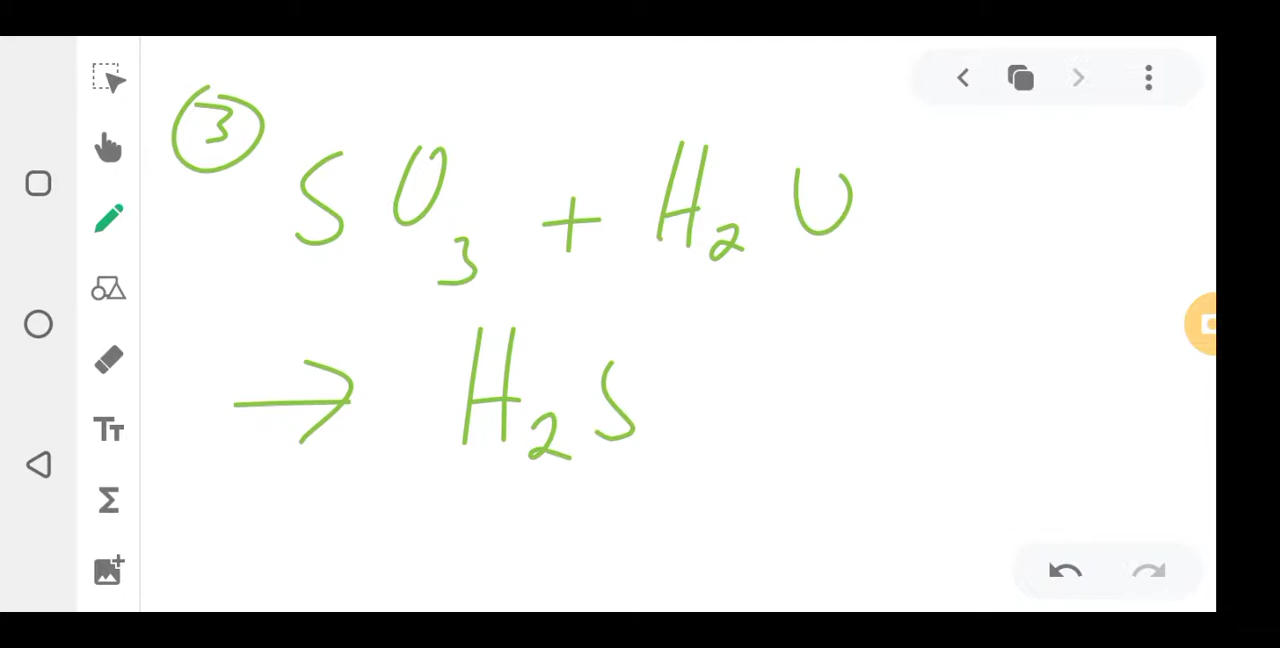 ③
SO₃ + H₂O
→ H₂S